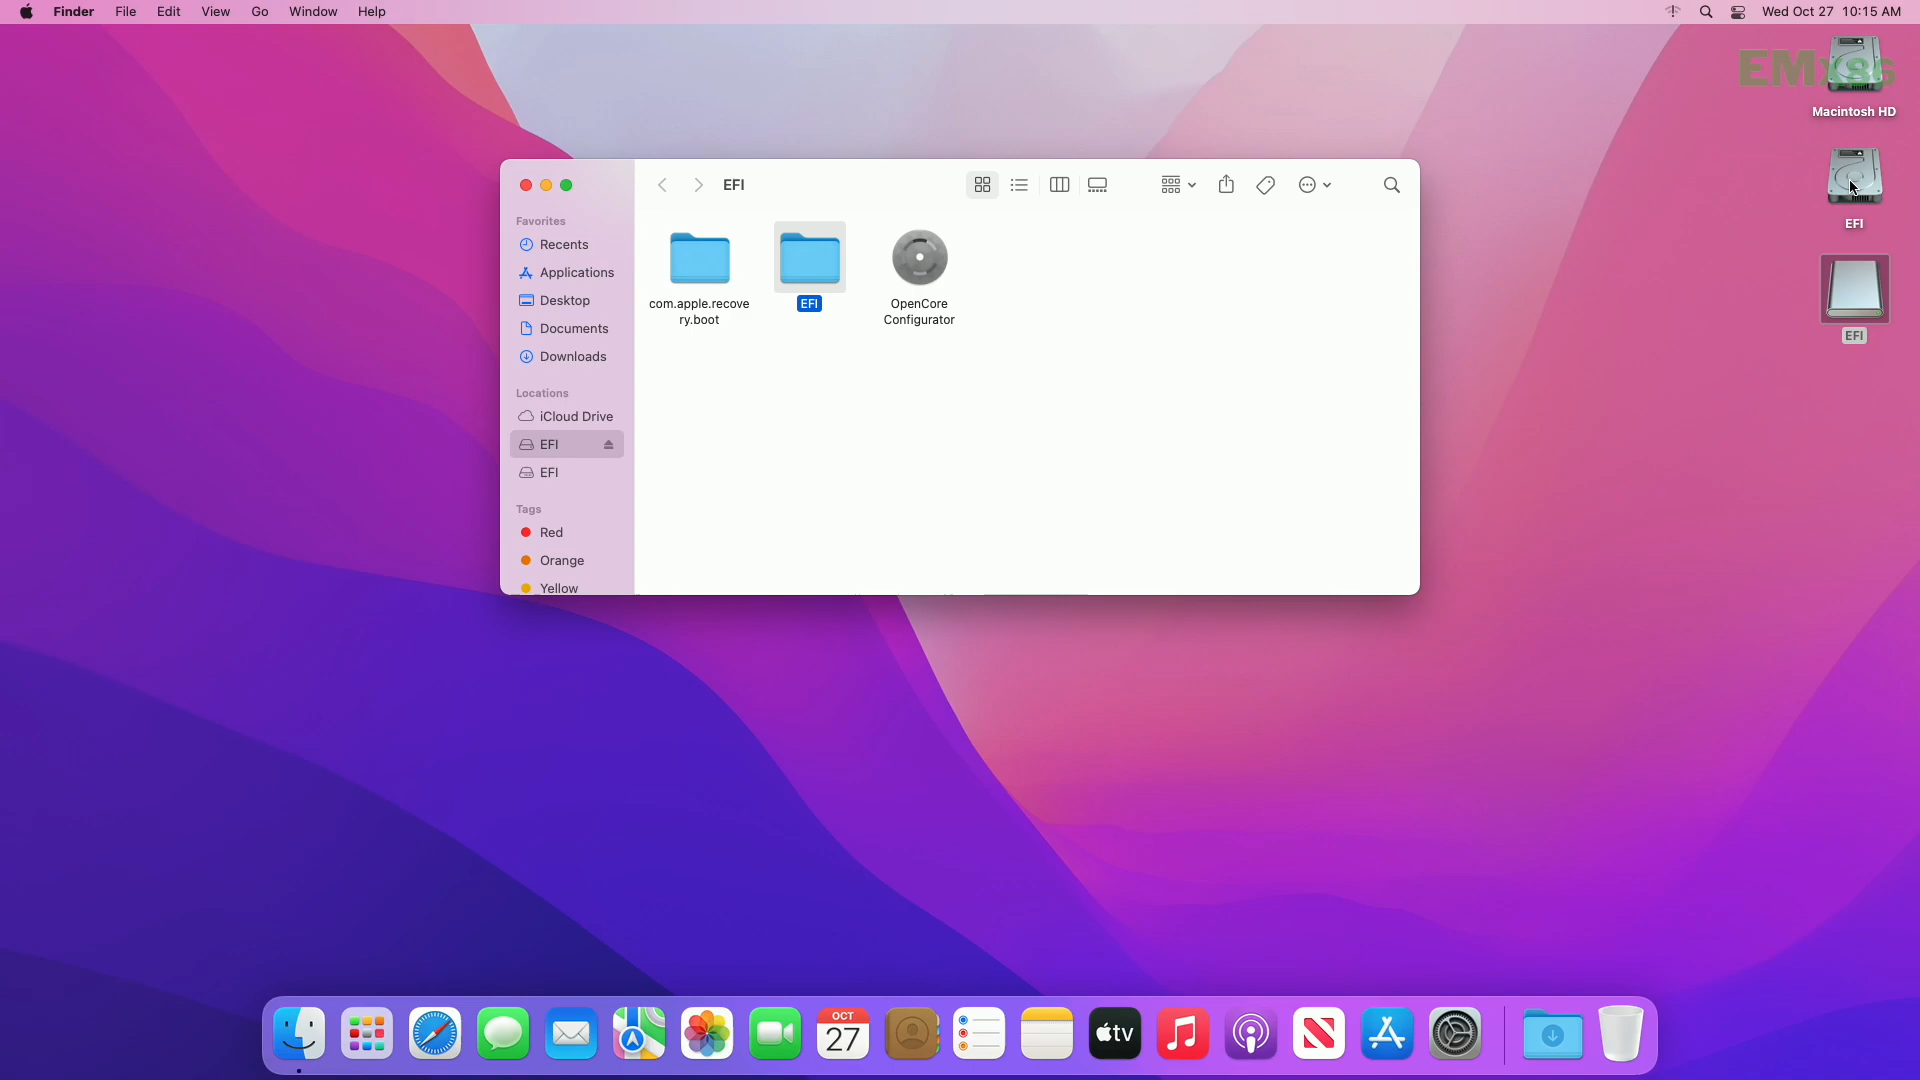 Finder File Edit View Go Window Help
Wed Oct 27 10:15 AM
EMx86
Macintosh HD
EFI
EFI
EFI
Favorites
Recents
Applications
Desktop
Documents
Downloads
Locations
iCloud Drive
EFI
EFI
Tags
Red
Orange
Yellow
com.apple.recove
ry.boot
EFI
OpenCore
Configurator
OCT
27
tv